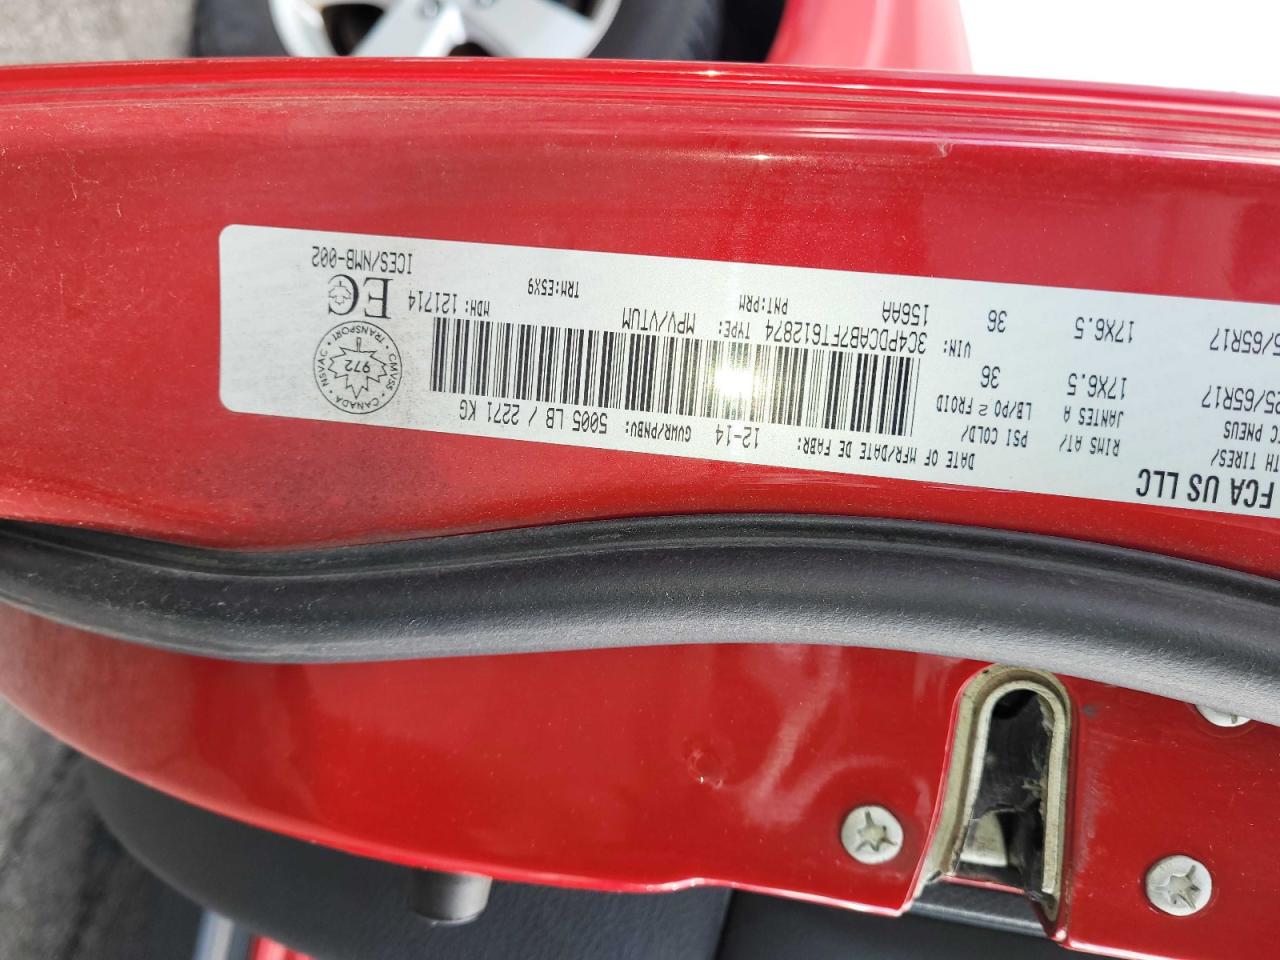 FCA US LLC
DATE OF MFR/DATE DE FABR: 12-14 GVWR/PNBV: 5005 LB / 2271 KG
TH TIRES/ RIMS AT/ PSI COLD/
C PNEUS JANTES A LB/PO² FROID
25/65R17 17X6.5 36
5/65R17 17X6.5 36
VIN: 3C4PDCAB7FT612874 TYPE: MPV/VTUM MDH: 121714
156AA PNT:PRM TRM:E5X9
CMVSS • TRANSPORT • NSVAC • CANADA
972
EC
ICES/NMB-002